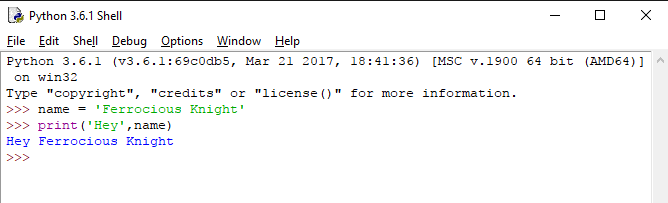 Python 3.6.1 Shell
File Edit Shell Debug Options Window Help
Python 3.6.1 (v3.6.1:69c0db5, Mar 21 2017, 18:41:36) [MSC v.1900 64 bit (AMD64)]
 on win32
Type "copyright", "credits" or "license()" for more information.
>>> name = 'Ferrocious Knight'
>>> print('Hey',name)
Hey Ferrocious Knight
>>>